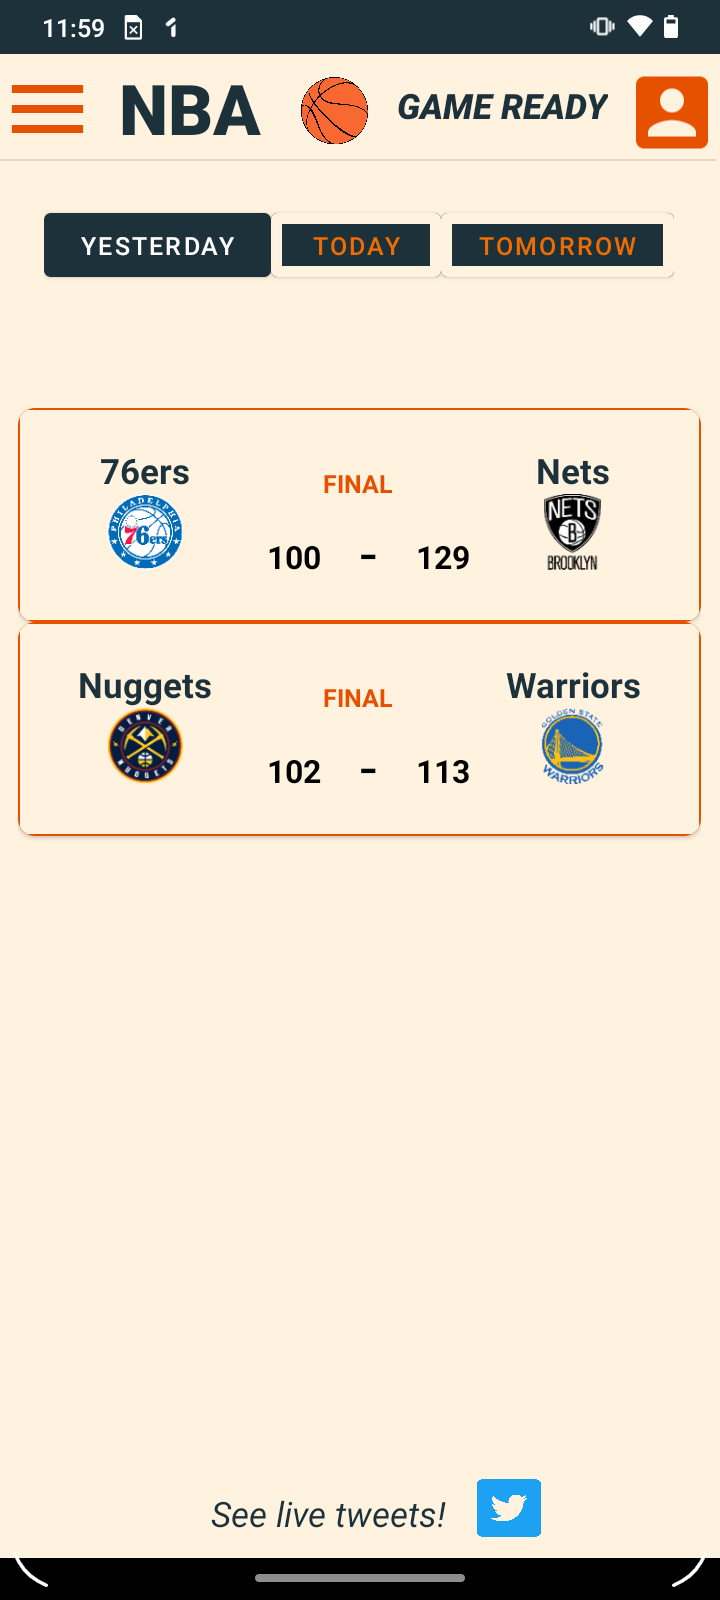 11:59
NBA GAME READY
YESTERDAY TODAY TOMORROW
76ers FINAL Nets
PHILADELPHIA
76ers
NETS
B
BROOKLYN
100 - 129
Nuggets FINAL Warriors
DENVER
NUGGETS
GOLDEN STATE
WARRIORS
102 - 113
See live tweets!